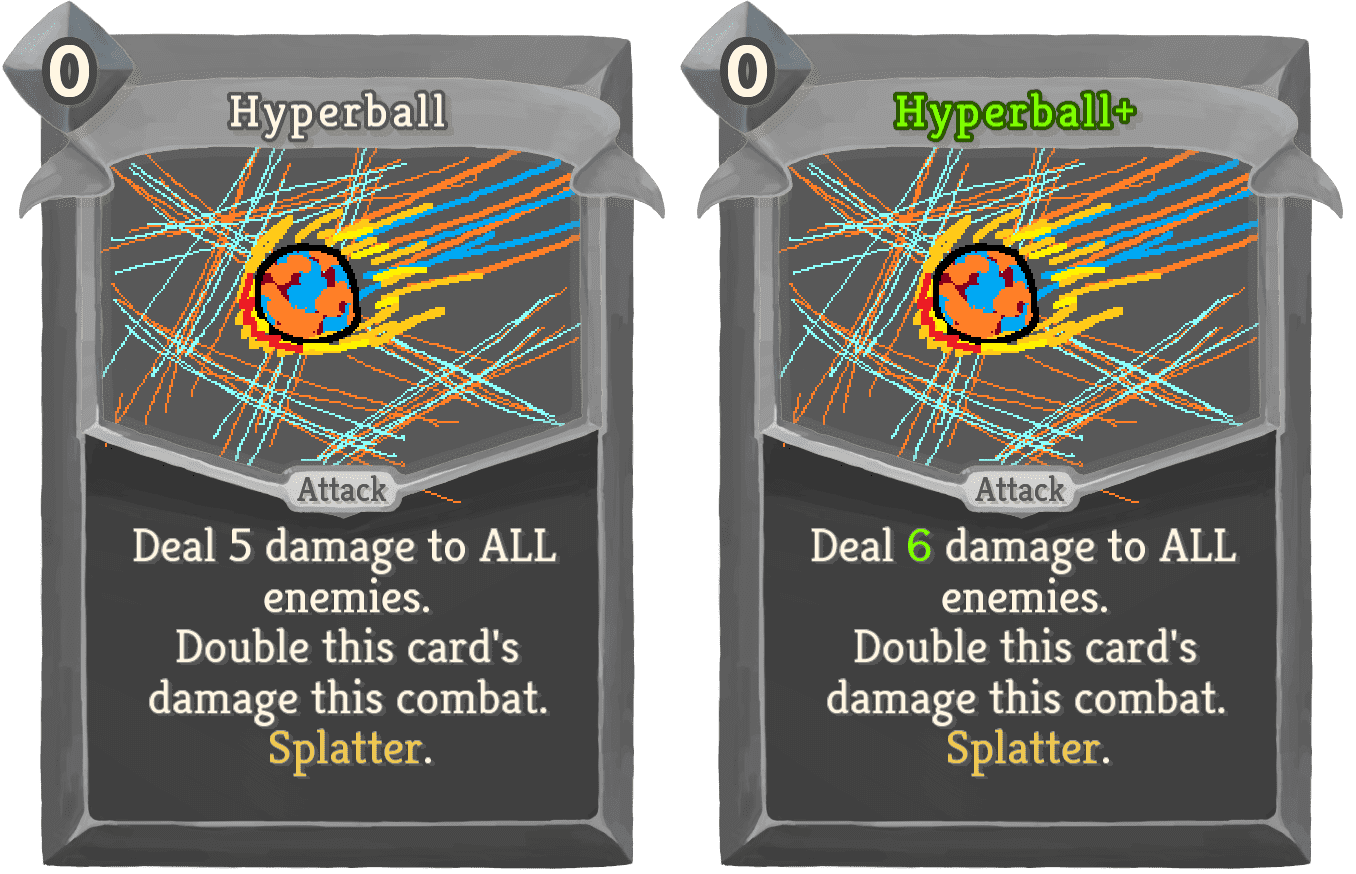 0
Hyperball
Attack
Deal 5 damage to ALL
enemies.
Double this card's
damage this combat.
Splatter.
0
Hyperball+
Attack
Deal 6 damage to ALL
enemies.
Double this card's
damage this combat.
Splatter.